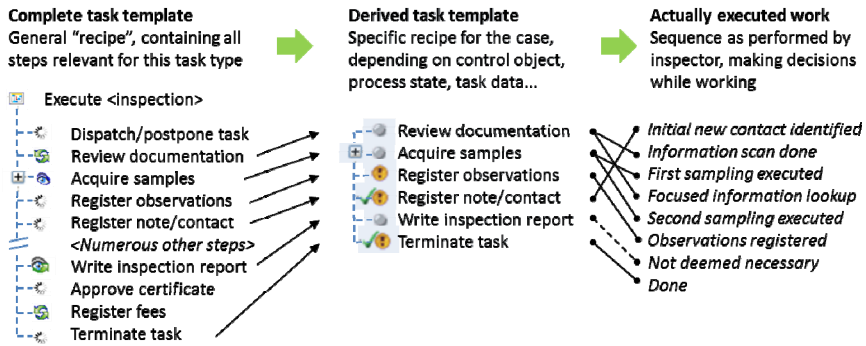 Complete task template
General “recipe”, containing all
steps relevant for this task type
Execute <inspection>
Dispatch/postpone task
Review documentation
Acquire samples
Register observations
Register note/contact
<Numerous other steps>
Write inspection report
Approve certificate
Register fees
Terminate task
Derived task template
Specific recipe for the case,
depending on control object,
process state, task data...
Review documentation
Acquire samples
Register observations
Register note/contact
Write inspection report
Terminate task
Actually executed work
Sequence as performed by
inspector, making decisions
while working
Initial new contact identified
Information scan done
First sampling executed
Focused information lookup
Second sampling executed
Observations registered
Not deemed necessary
Done